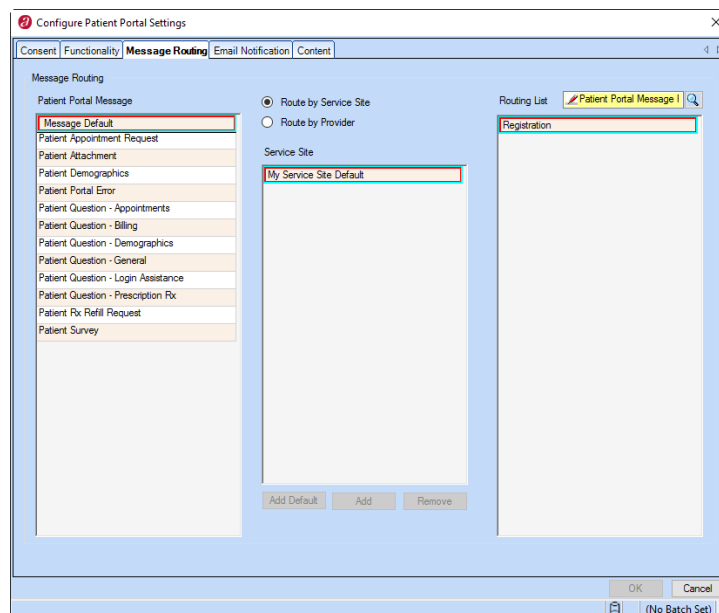 Configure Patient Portal Settings
Consent Functionality Message Routing Email Notification Content
Message Routing
Patient Portal Message
Message Default
Patient Appointment Request
Patient Attachment
Patient Demographics
Patient Portal Error
Patient Question - Appointments
Patient Question - Billing
Patient Question - Demographics
Patient Question - General
Patient Question - Login Assistance
Patient Question - Prescription Rx
Patient Rx Refill Request
Patient Survey
Route by Service Site
Route by Provider
Service Site
My Service Site Default
Add Default Add Remove
Routing List Patient Portal Message
Registration
OK Cancel
(No Batch Set)